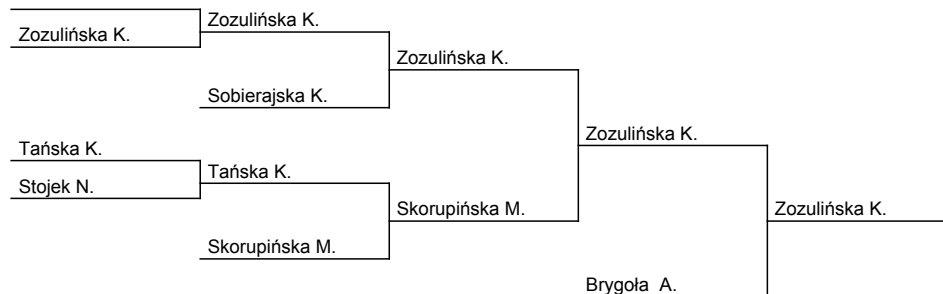 Zozulińska K.
Zozulińska K.
Zozulińska K.
Sobierajska K.
Zozulińska K.
Tańska K.
Tańska K.
Stojek N.
Skorupińska M.
Zozulińska K.
Skorupińska M.
Brygoła A.